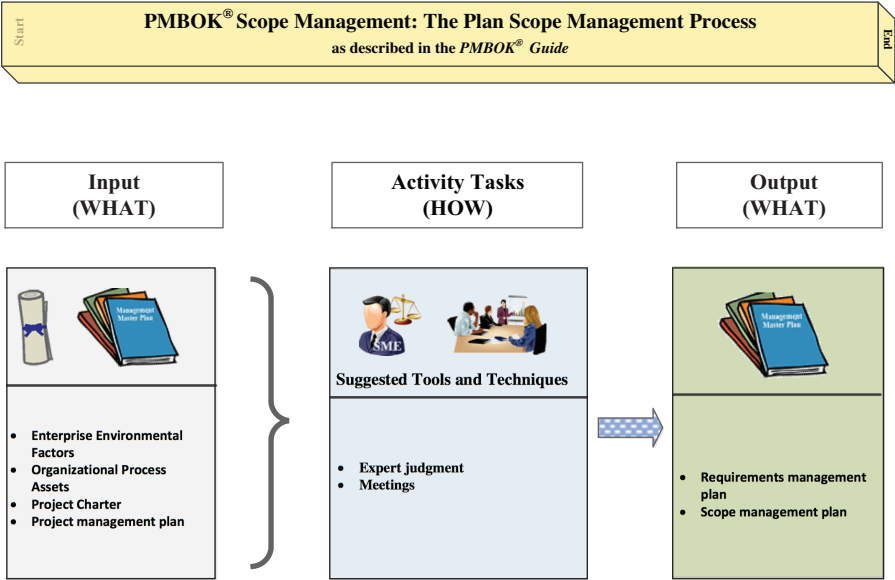 Start
PMBOK® Scope Management: The Plan Scope Management Process
as described in the PMBOK® Guide
End
Input
(WHAT)
Activity Tasks
(HOW)
Output
(WHAT)
Management
Master Plan
• Enterprise Environmental
Factors
• Organizational Process
Assets
• Project Charter
• Project management plan
SME
Suggested Tools and Techniques
• Expert judgment
• Meetings
Management
Master Plan
• Requirements management
plan
• Scope management plan